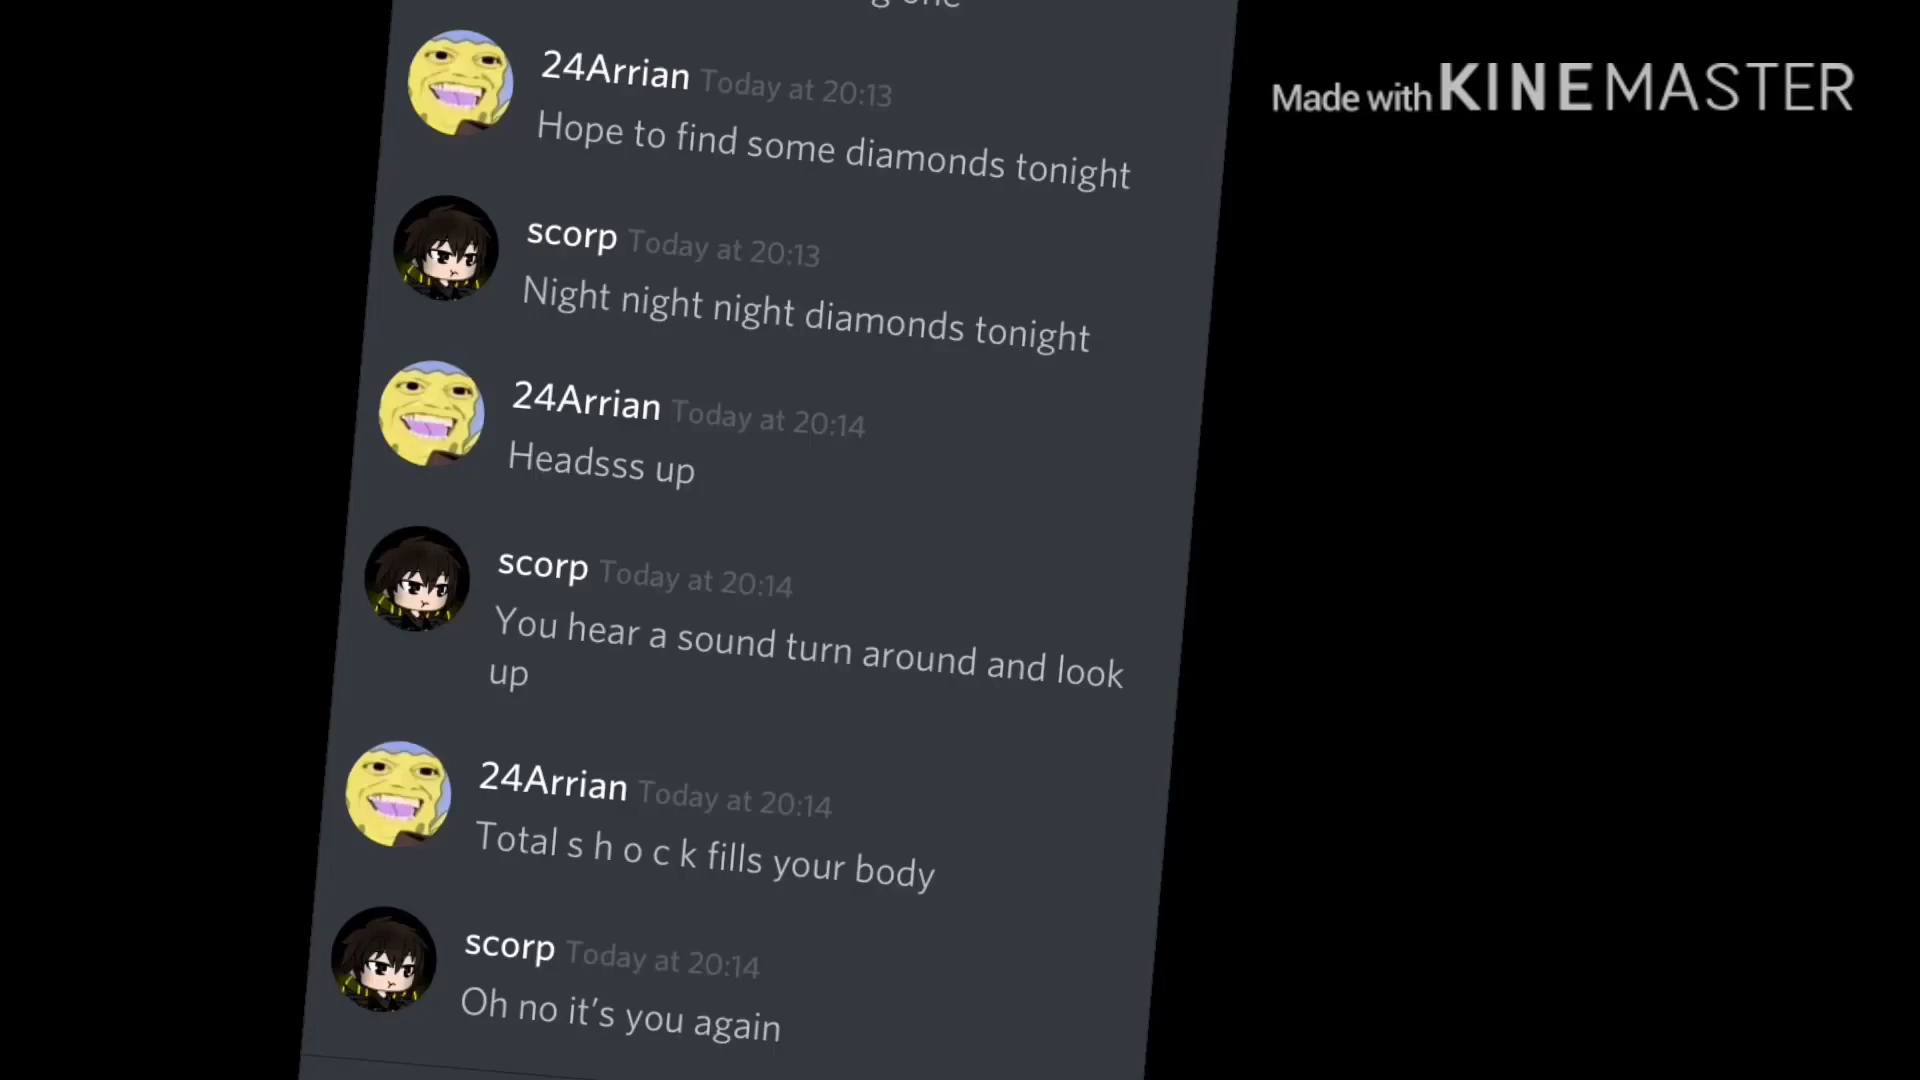 24Arrian Today at 20:13
Hope to find some diamonds tonight
scorp Today at 20:13
Night night night diamonds tonight
24Arrian Today at 20:14
Headsss up
scorp Today at 20:14
You hear a sound turn around and look
up
24Arrian Today at 20:14
Total s h o c k fills your body
scorp Today at 20:14
Oh no it's you again
Made with KINEMASTER